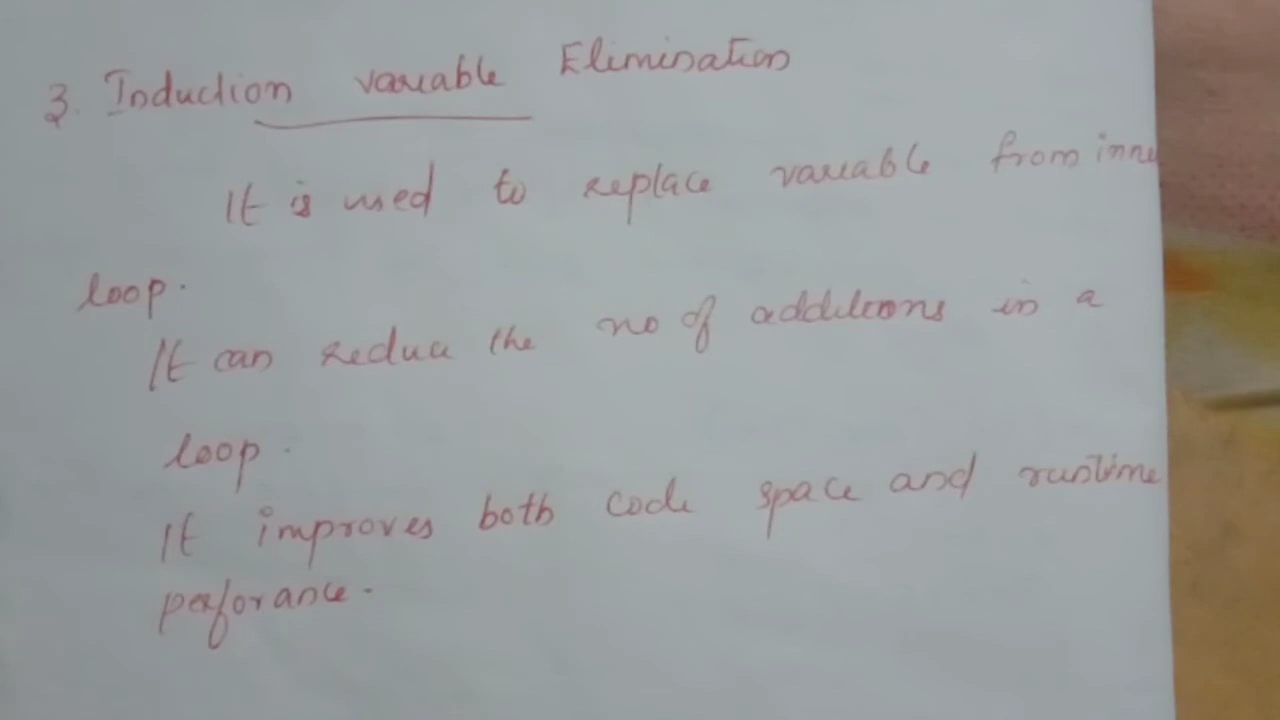 3. Induction variable Elimination
It is used to replace variable from inne
loop.
It can reduce the no of additions in a
loop.
It improves both code space and runtime
perforance.